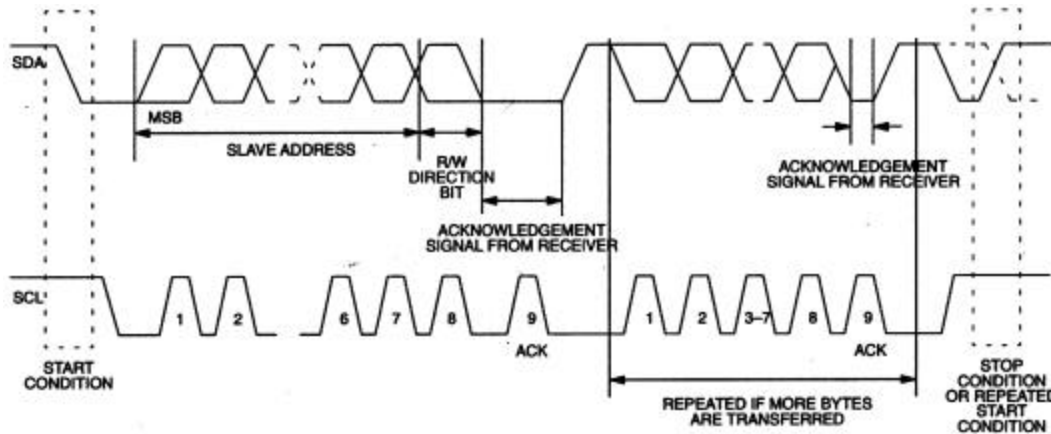 SDA
MSB
SLAVE ADDRESS
R/W
DIRECTION
BIT
ACKNOWLEDGEMENT
SIGNAL FROM RECEIVER
ACKNOWLEDGEMENT
SIGNAL FROM RECEIVER
SCL
1
2
6
7
8
9
1
2
3–7
8
9
ACK
ACK
START
CONDITION
REPEATED IF MORE BYTES
ARE TRANSFERRED
STOP
CONDITION
OR REPEATED
START
CONDITION